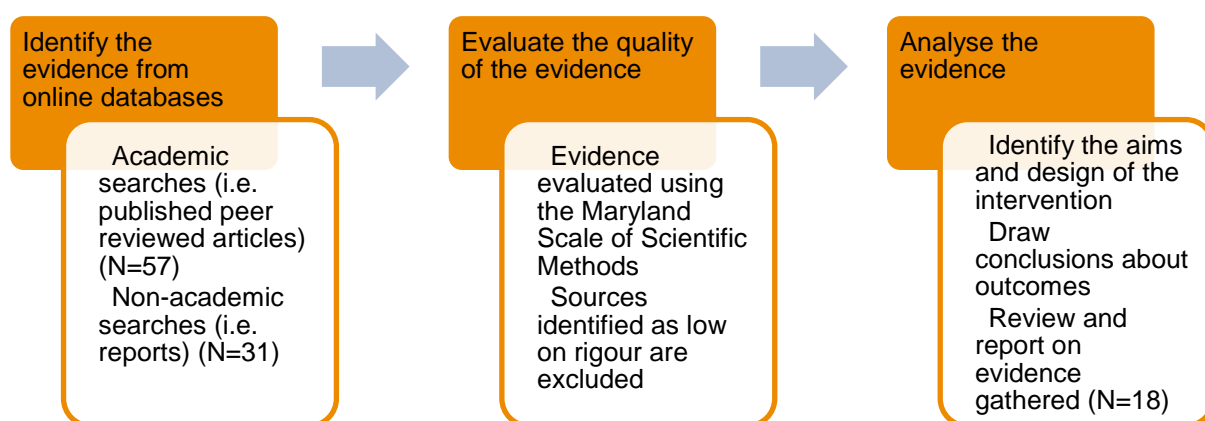 Identify the
evidence from
online databases
Academic
searches (i.e.
published peer
reviewed articles)
(N=57)
Non-academic
searches (i.e.
reports) (N=31)
Evaluate the quality
of the evidence
Evidence
evaluated using
the Maryland
Scale of Scientific
Methods
Sources
identified as low
on rigour are
excluded
Analyse the
evidence
Identify the aims
and design of the
intervention
Draw
conclusions about
outcomes
Review and
report on
evidence
gathered (N=18)